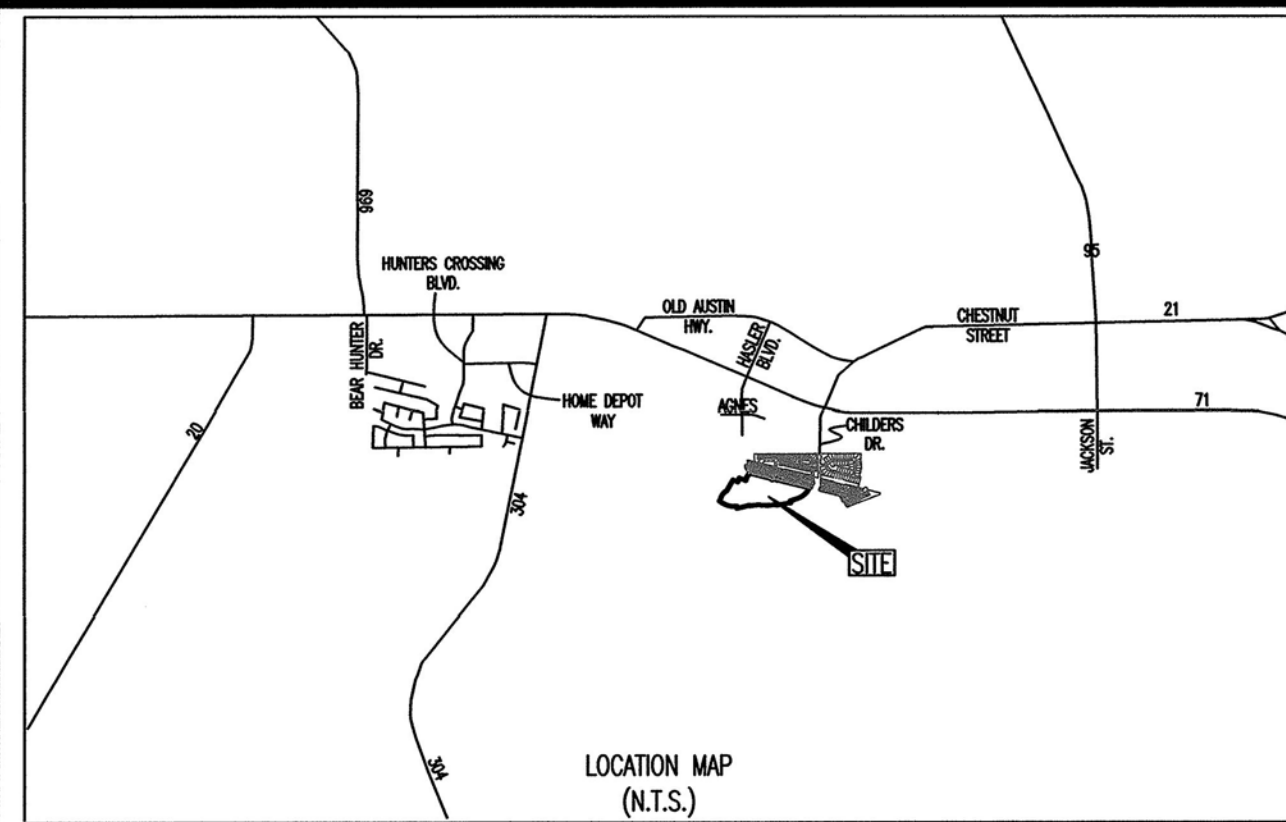 969
HUNTERS CROSSING
BLVD.
95
OLD AUSTIN
HWY.
CHESTNUT
STREET
21
BEAR HUNTER
DR.
HASLER
BLVD.
HOME DEPOT
WAY
AGNES
71
CHILDERS
DR.
20
JACKSON
ST.
304
SITE
304
LOCATION MAP
(N.T.S.)